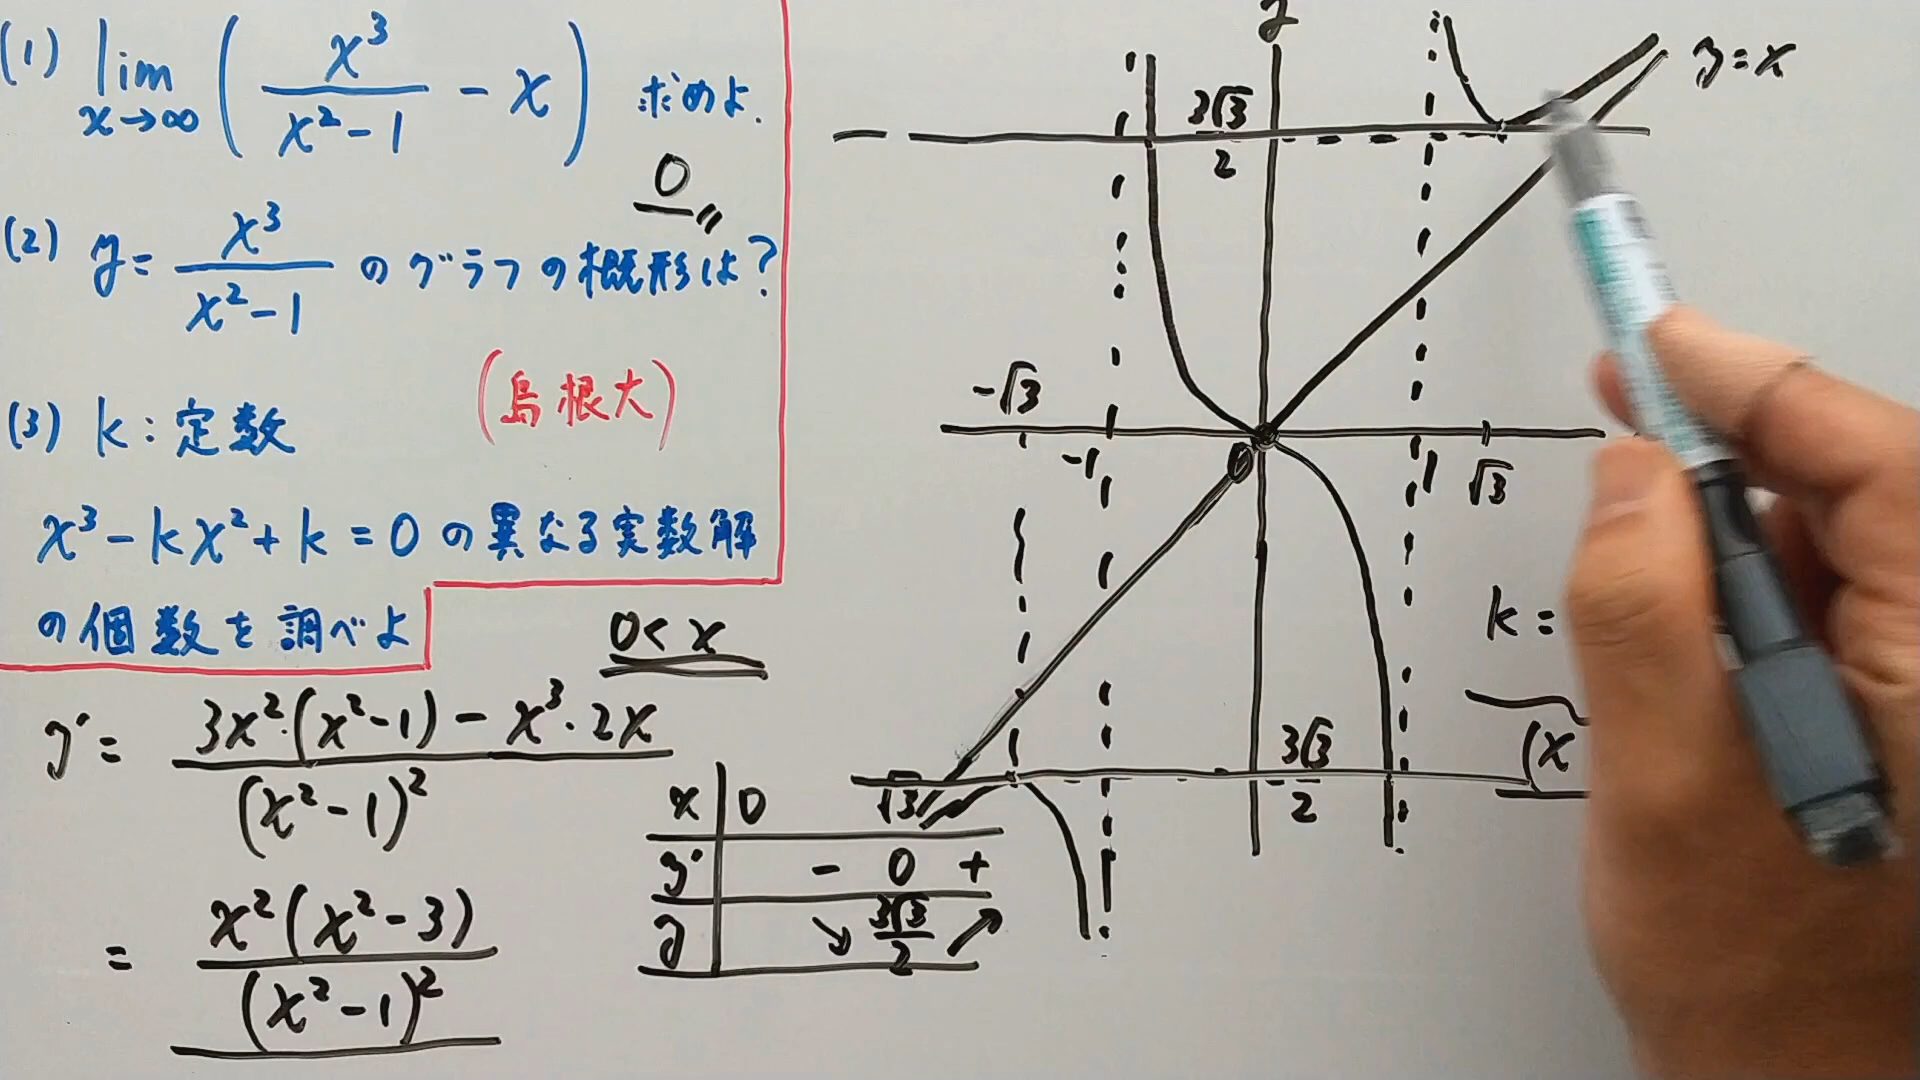 (1) lim x→∞ ( x³/(x²-1) - x ) 求めよ.
0
(2) y = x³/(x²-1) のグラフの概形は?
(島根大)
(3) k:定数
x³-kx²+k=0の異なる実数解
の個数を調べよ
0<x
y' = (3x²·(x²-1) - x³·2x)/(x²-1)²
= x²(x²-3)/(x²-1)²
x 0 √3
y' - 0 +
y ↘ 3√3/2 ↗
y
y=x
3√3/2
-√3 -1 0 1 √3
-3√3/2
k=
(x